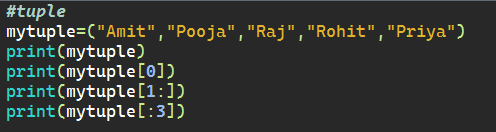 #tuple
mytuple=("Amit","Pooja","Raj","Rohit","Priya")
print(mytuple)
print(mytuple[0])
print(mytuple[1:])
print(mytuple[:3])